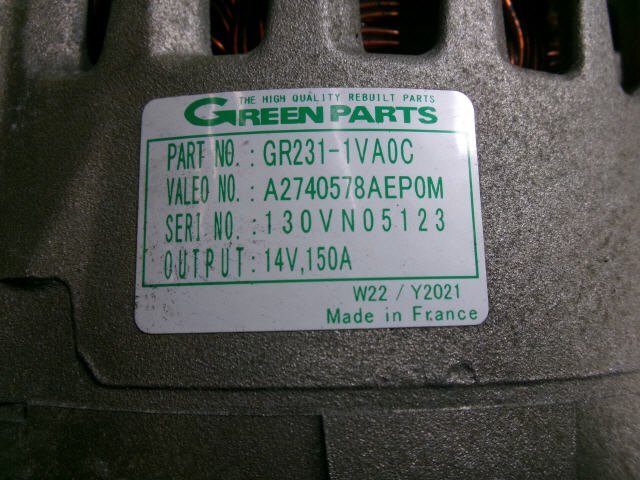 THE HIGH QUALITY REBUILT PARTS
GREEN PARTS
PART NO. : GR231-1VA0C
VALEO NO. : A2740578AEP0M
SERI NO. : 130VN05123
OUTPUT : 14V,150A
W22 / Y2021
Made in France